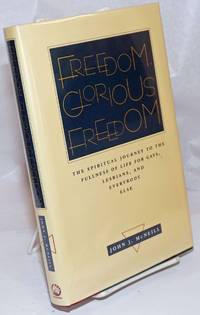 FREEDOM,
GLORIOUS
FREEDOM
THE SPIRITUAL JOURNEY TO THE
FULLNESS OF LIFE FOR GAYS,
LESBIANS, AND
EVERYBODY
ELSE
JOHN J. McNEILL